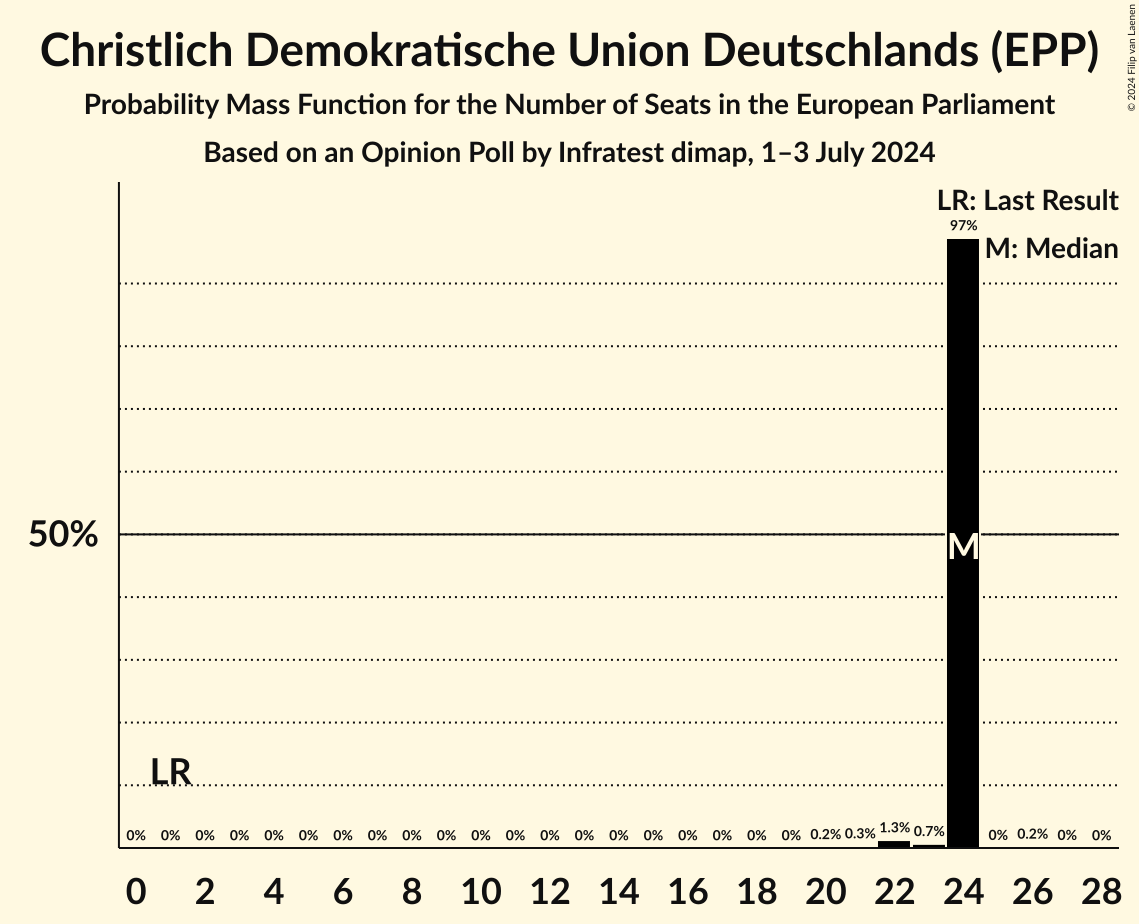 Christlich Demokratische Union Deutschlands (EPP)
Probability Mass Function for the Number of Seats in the European Parliament
Based on an Opinion Poll by Infratest dimap, 1–3 July 2024
© 2024 Filip van Laenen
LR: Last Result
97%
M: Median
50%
M
LR
0% 0% 0% 0% 0% 0% 0% 0% 0% 0% 0% 0% 0% 0% 0% 0% 0% 0% 0% 0% 0.2% 0.3% 1.3% 0.7% 0% 0.2% 0% 0%
0 2 4 6 8 10 12 14 16 18 20 22 24 26 28